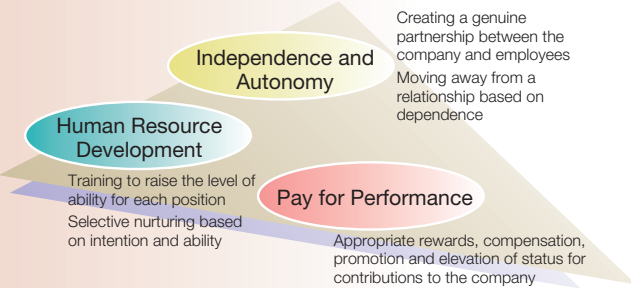 Creating a genuine
partnership between the
company and employees
Moving away from a
relationship based on
dependence
Independence and
Autonomy
Human Resource
Development
Training to raise the level of
ability for each position
Selective nurturing based
on intention and ability
Pay for Performance
Appropriate rewards, compensation,
promotion and elevation of status for
contributions to the company